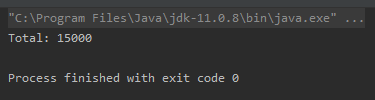 "C:\Program Files\Java\jdk-11.0.8\bin\java.exe" ...
Total: 15000
Process finished with exit code 0